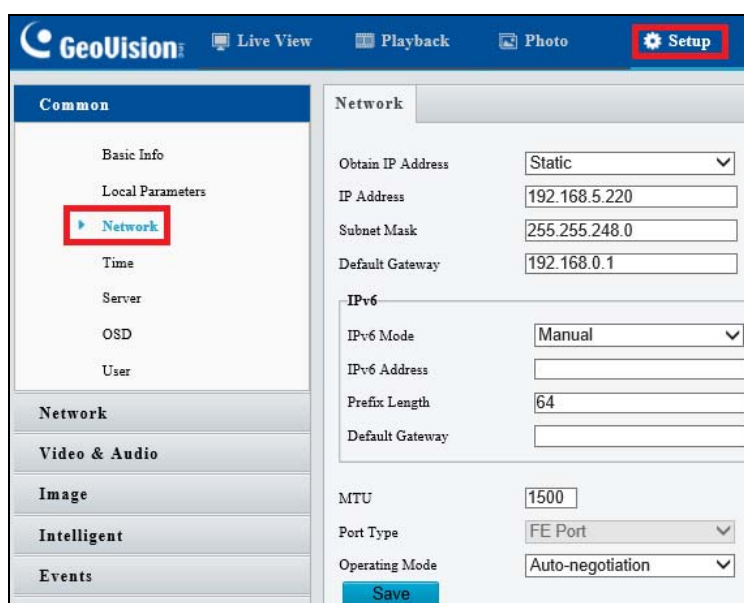 GeoVision Live View Playback Photo Setup
Common
Basic Info
Local Parameters
Network
Time
Server
OSD
User
Network
Video & Audio
Image
Intelligent
Events
Network
Obtain IP Address Static
IP Address 192.168.5.220
Subnet Mask 255.255.248.0
Default Gateway 192.168.0.1
IPv6
IPv6 Mode Manual
IPv6 Address
Prefix Length 64
Default Gateway
MTU 1500
Port Type FE Port
Operating Mode Auto-negotiation
Save